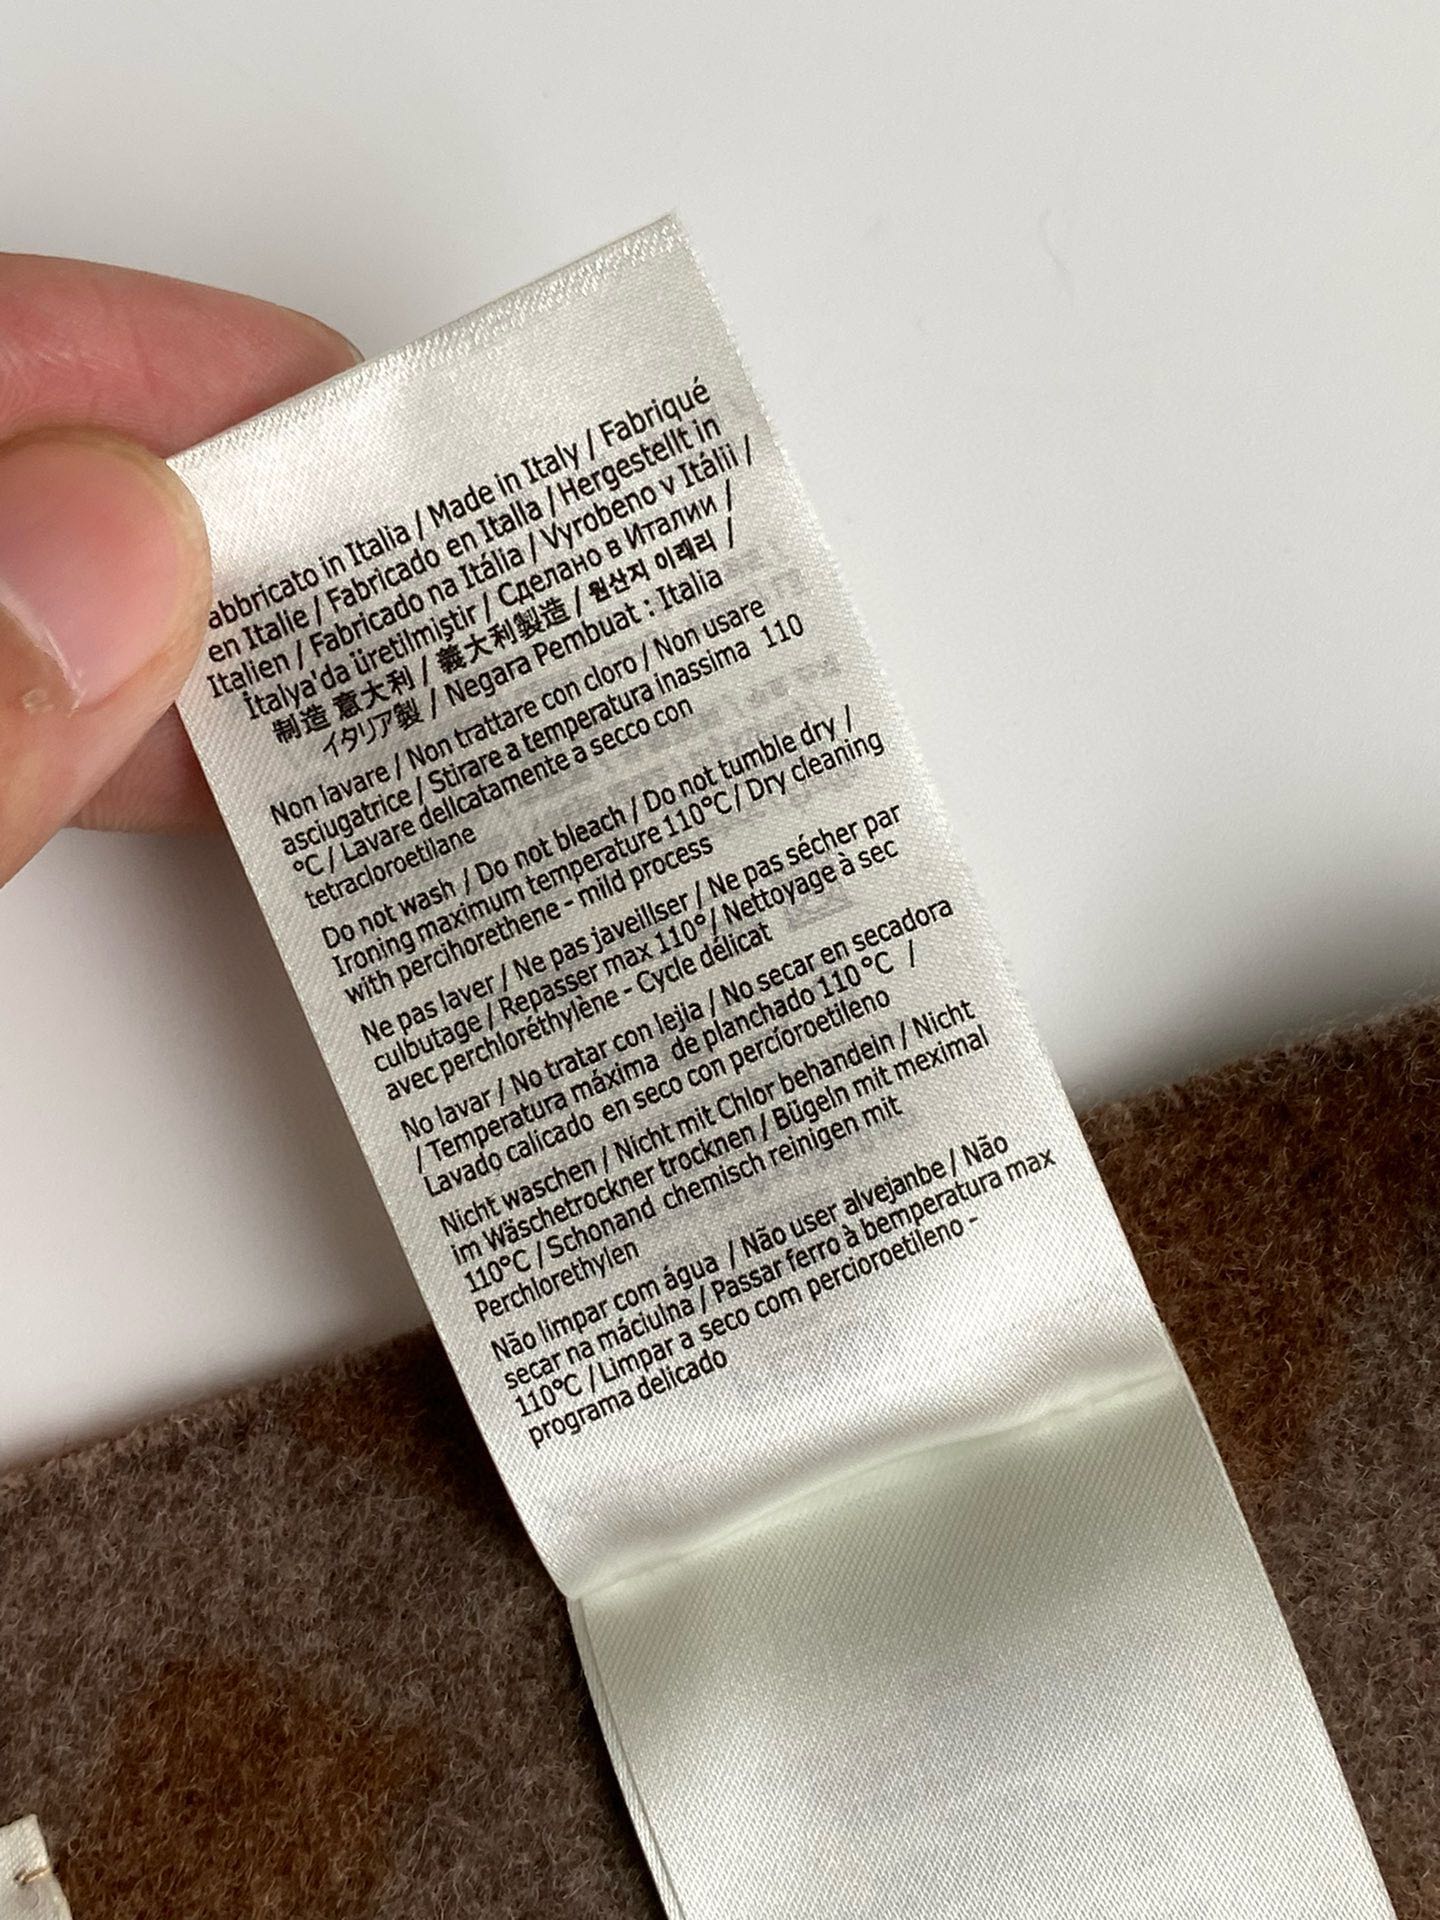 abbricato in Italia / Made in Italy / Fabriqué
en Italie / Fabricado en Italla / Hergestellt in
Italien / Fabricado na Itália / Vyrobeno v Itálii /
İtalya'da üretilmiştir / Сделано в Италии /
制造 意大利 / 義大利製造 / 원산지 이래리 /
イタリア製 / Negara Pembuat : Italia
Non lavare / Non trattare con cloro / Non usare
asciugatrice / Stirare a temperatura inassima 110
°C / Lavare dellcatamente a secco con
tetracloroetilane
Do not wash / Do not bleach / Do not tumble dry /
Ironing maximum temperature 110°C / Dry cleaning
with percihorethene - mild process
Ne pas laver / Ne pas javeillser / Ne pas sécher par
culbutage / Repasser max 110°/ Nettoyage à sec
avec perchloréthylène - Cycle délicat
No lavar / No tratar con lejla / No secar en secadora
/ Temperatura máxima de planchado 110 °C /
Lavado calicado en seco con percíoroetileno
Nicht waschen / Nicht mit Chlor behandein / Nicht
im Wäschetrockner trocknen / Bügeln mit meximal
110°C / Schonand chemisch reinigen mit
Perchlorethylen
Não limpar com água / Não user alvejanbe / Não
secar na máciulna / Passar ferro à bemperatura max
110°C / Limpar a seco com percioroetileno -
programa delicado